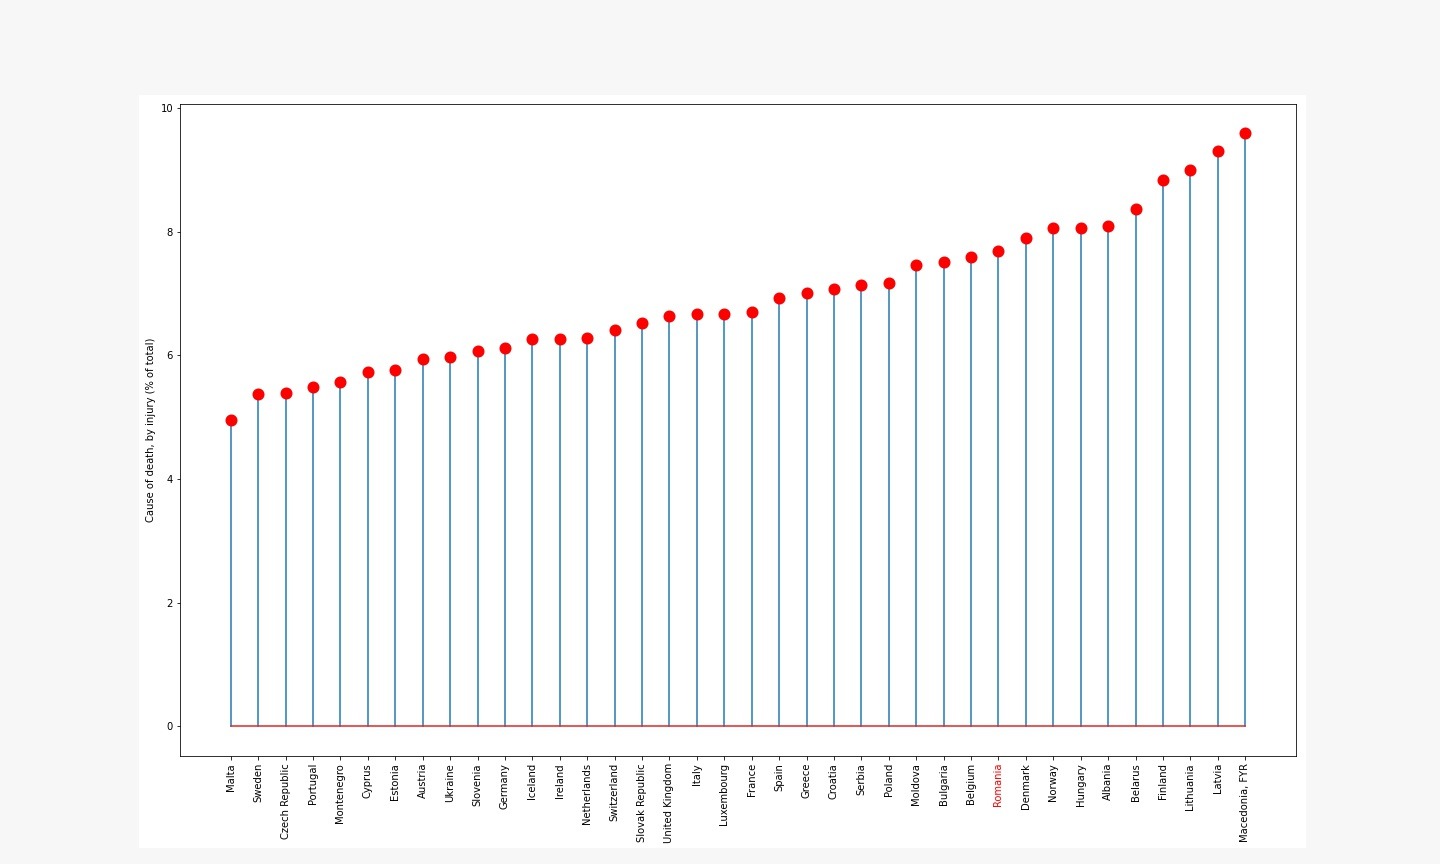 10
8
6
4
2
0
Cause of death, by injury (% of total)
Malta
Sweden
Czech Republic
Portugal
Montenegro
Cyprus
Estonia
Austria
Ukraine
Slovenia
Germany
Iceland
Ireland
Netherlands
Switzerland
Slovak Republic
United Kingdom
Italy
Luxembourg
France
Spain
Greece
Croatia
Serbia
Poland
Moldova
Bulgaria
Belgium
Romania
Denmark
Norway
Hungary
Albania
Belarus
Finland
Lithuania
Latvia
Macedonia, FYR